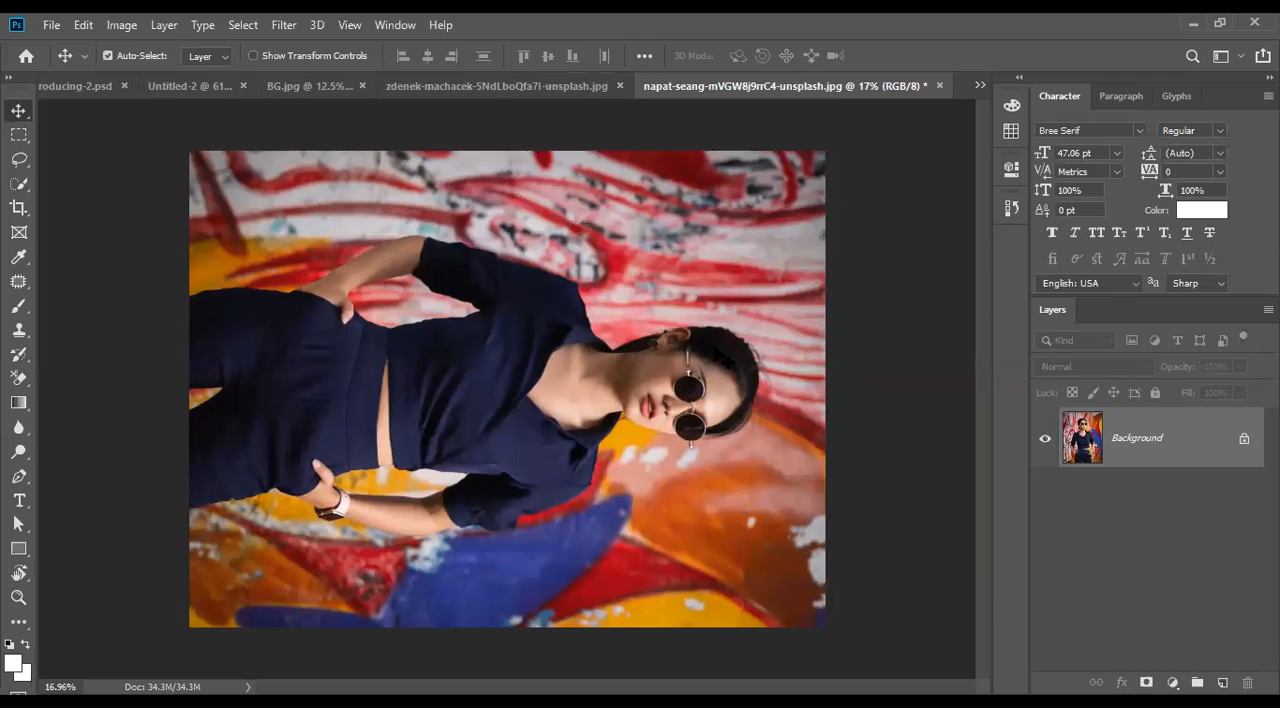 Ps File Edit Image Layer Type Select Filter 3D View Window Help
Auto-Select: Layer Show Transform Controls 3D Mode:
roducing-2.psd × Untitled-2 @ 61... × BG.jpg @ 12.5%... × zdenek-machacek-5NdLboQfa7I-unsplash.jpg × napat-seang-mVGW8j9rrC4-unsplash.jpg @ 17% (RGB/8) * ×
Character Paragraph Glyphs
Bree Serif Regular
47.06 pt (Auto)
Metrics 0
100% 100%
0 pt Color:
English: USA aa Sharp
Layers
Kind
Normal Opacity: 100%
Lock: Fill: 100%
Background
16.96% Doc: 34.3M/34.3M